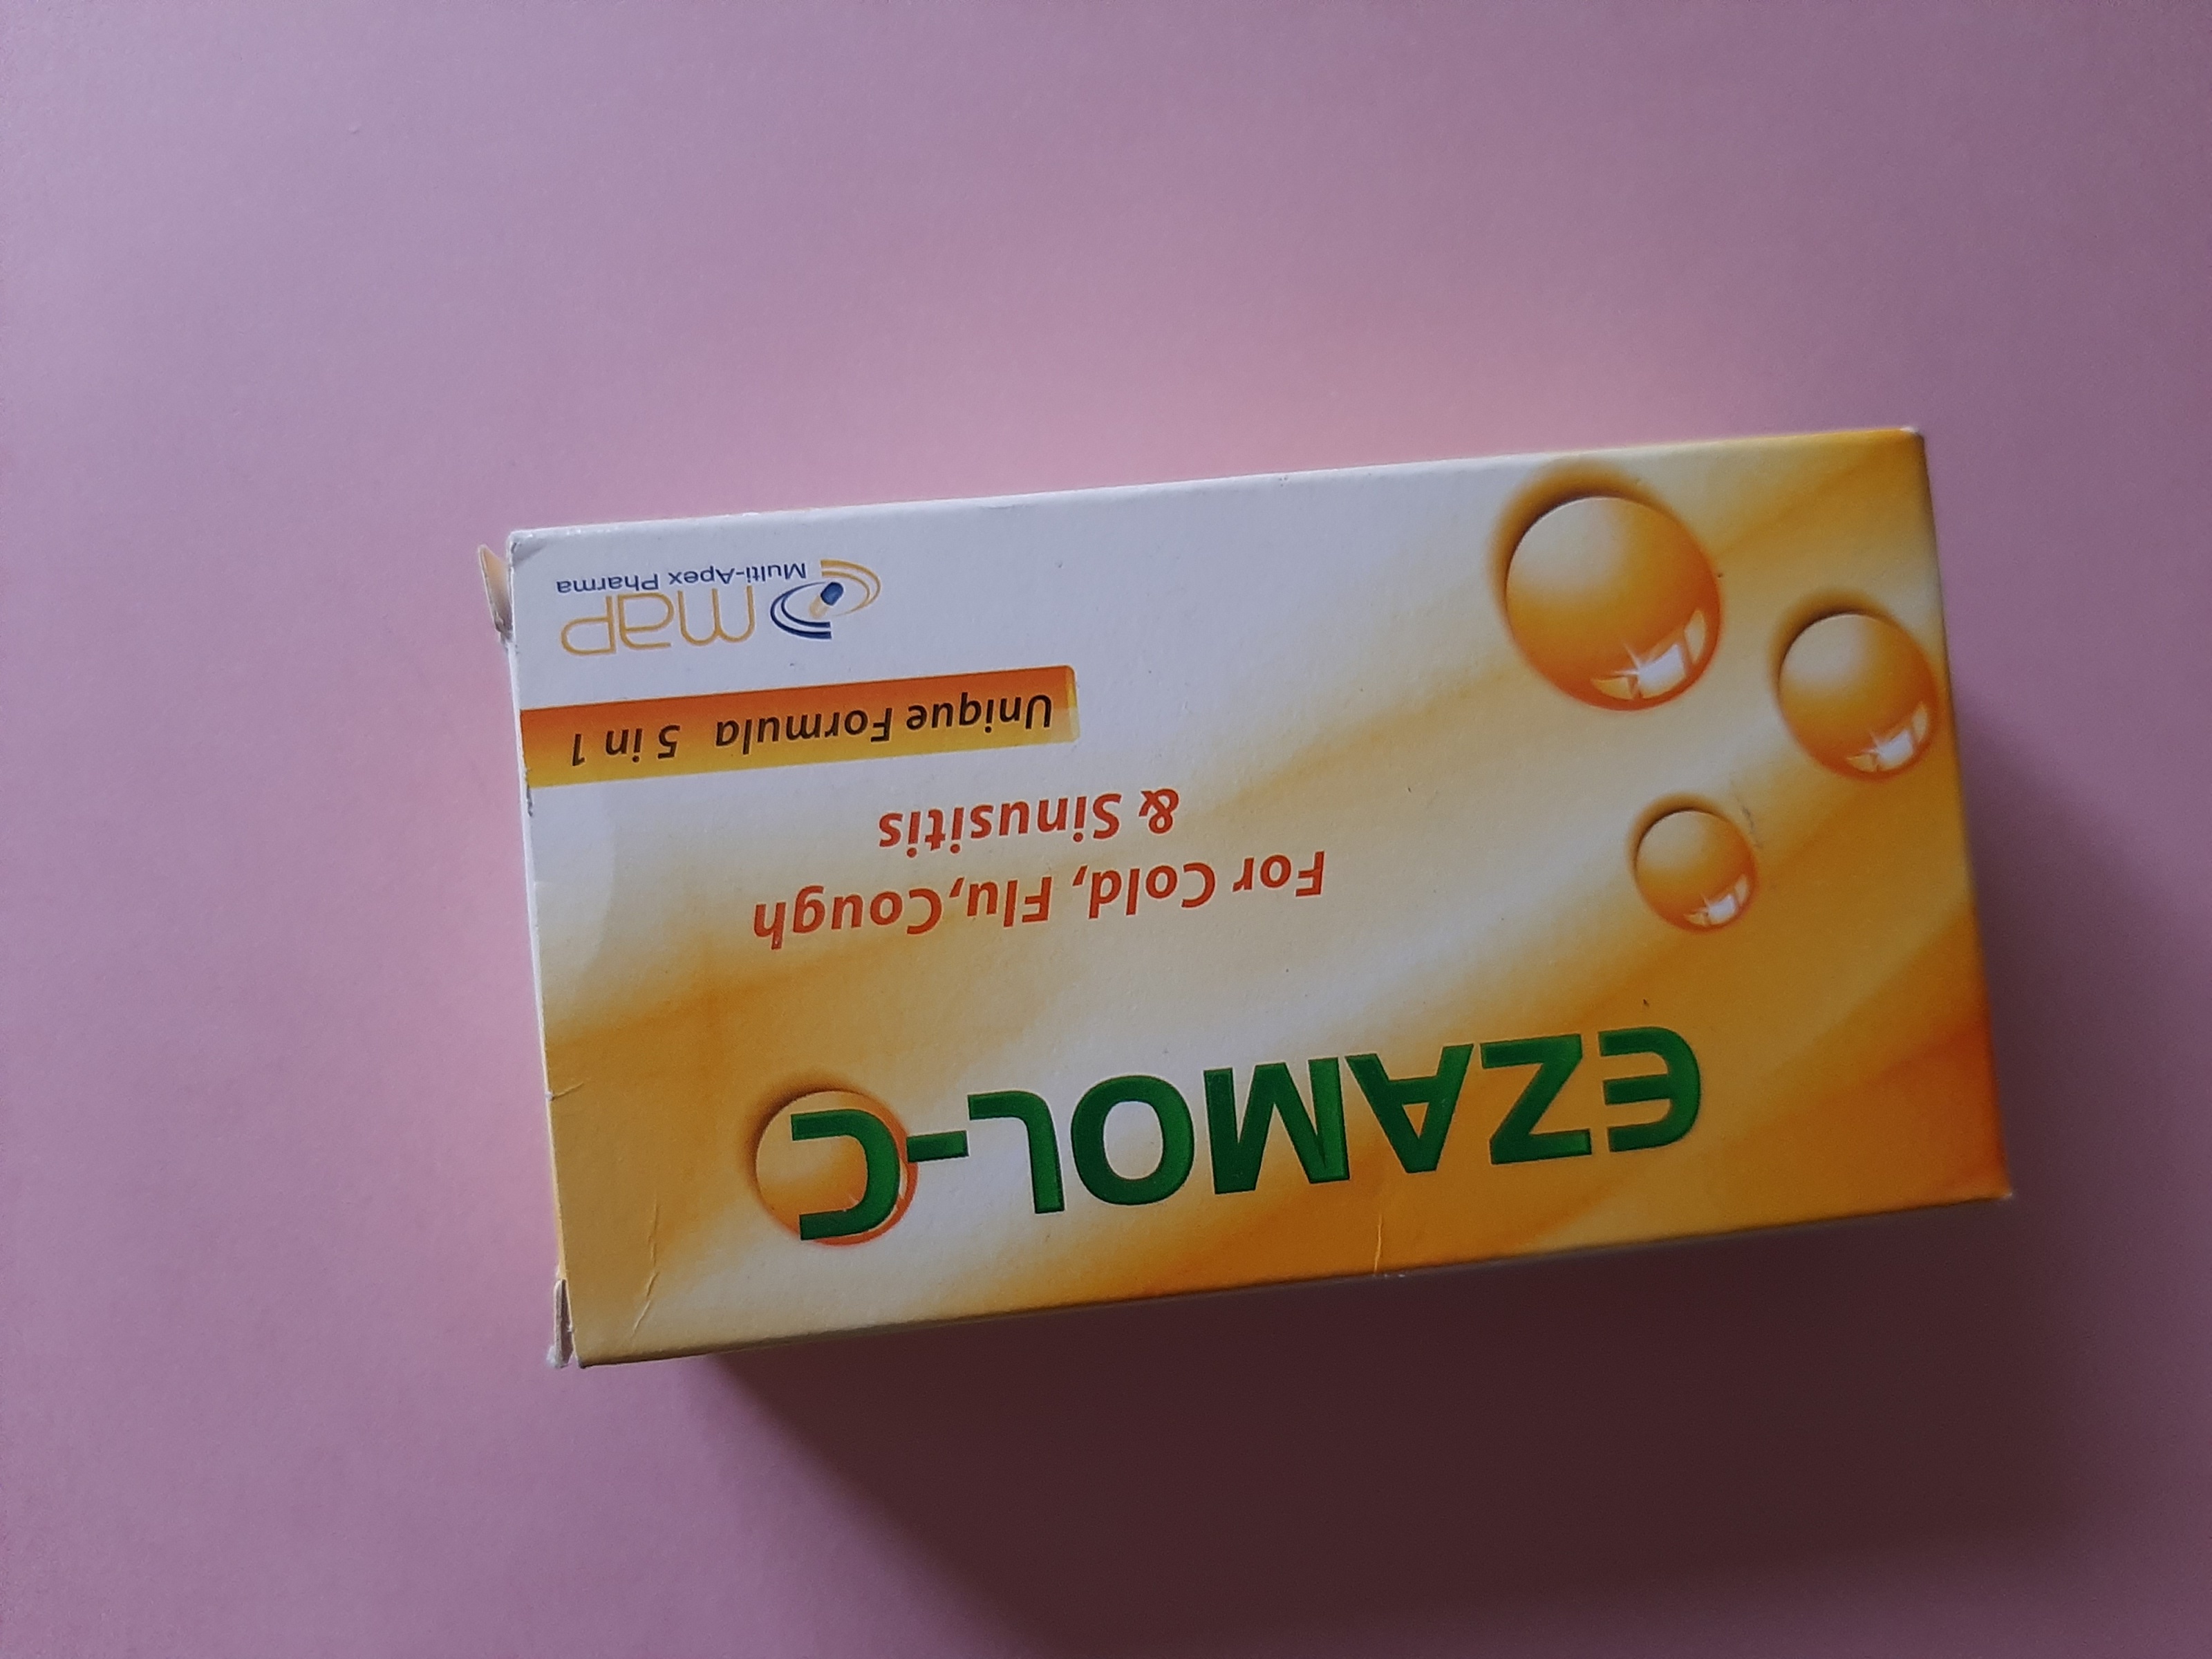 EZAMOL-C
For Cold, Flu,Cough
& Sinusitis
Unique Formula 5 in 1
map
Multi-Apex Pharma